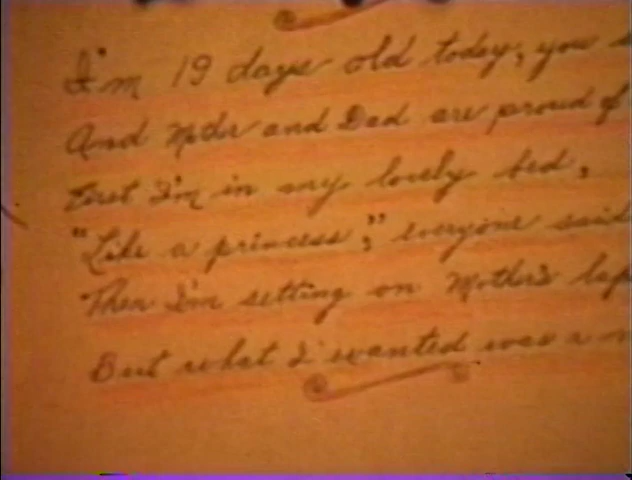 I'm 19 days old today, you
And Mother and Dad are proud of
First I'm in my lovely bed,
"Like a princess," everyone said
Then I'm setting on Mother's lap
But what I wanted was a